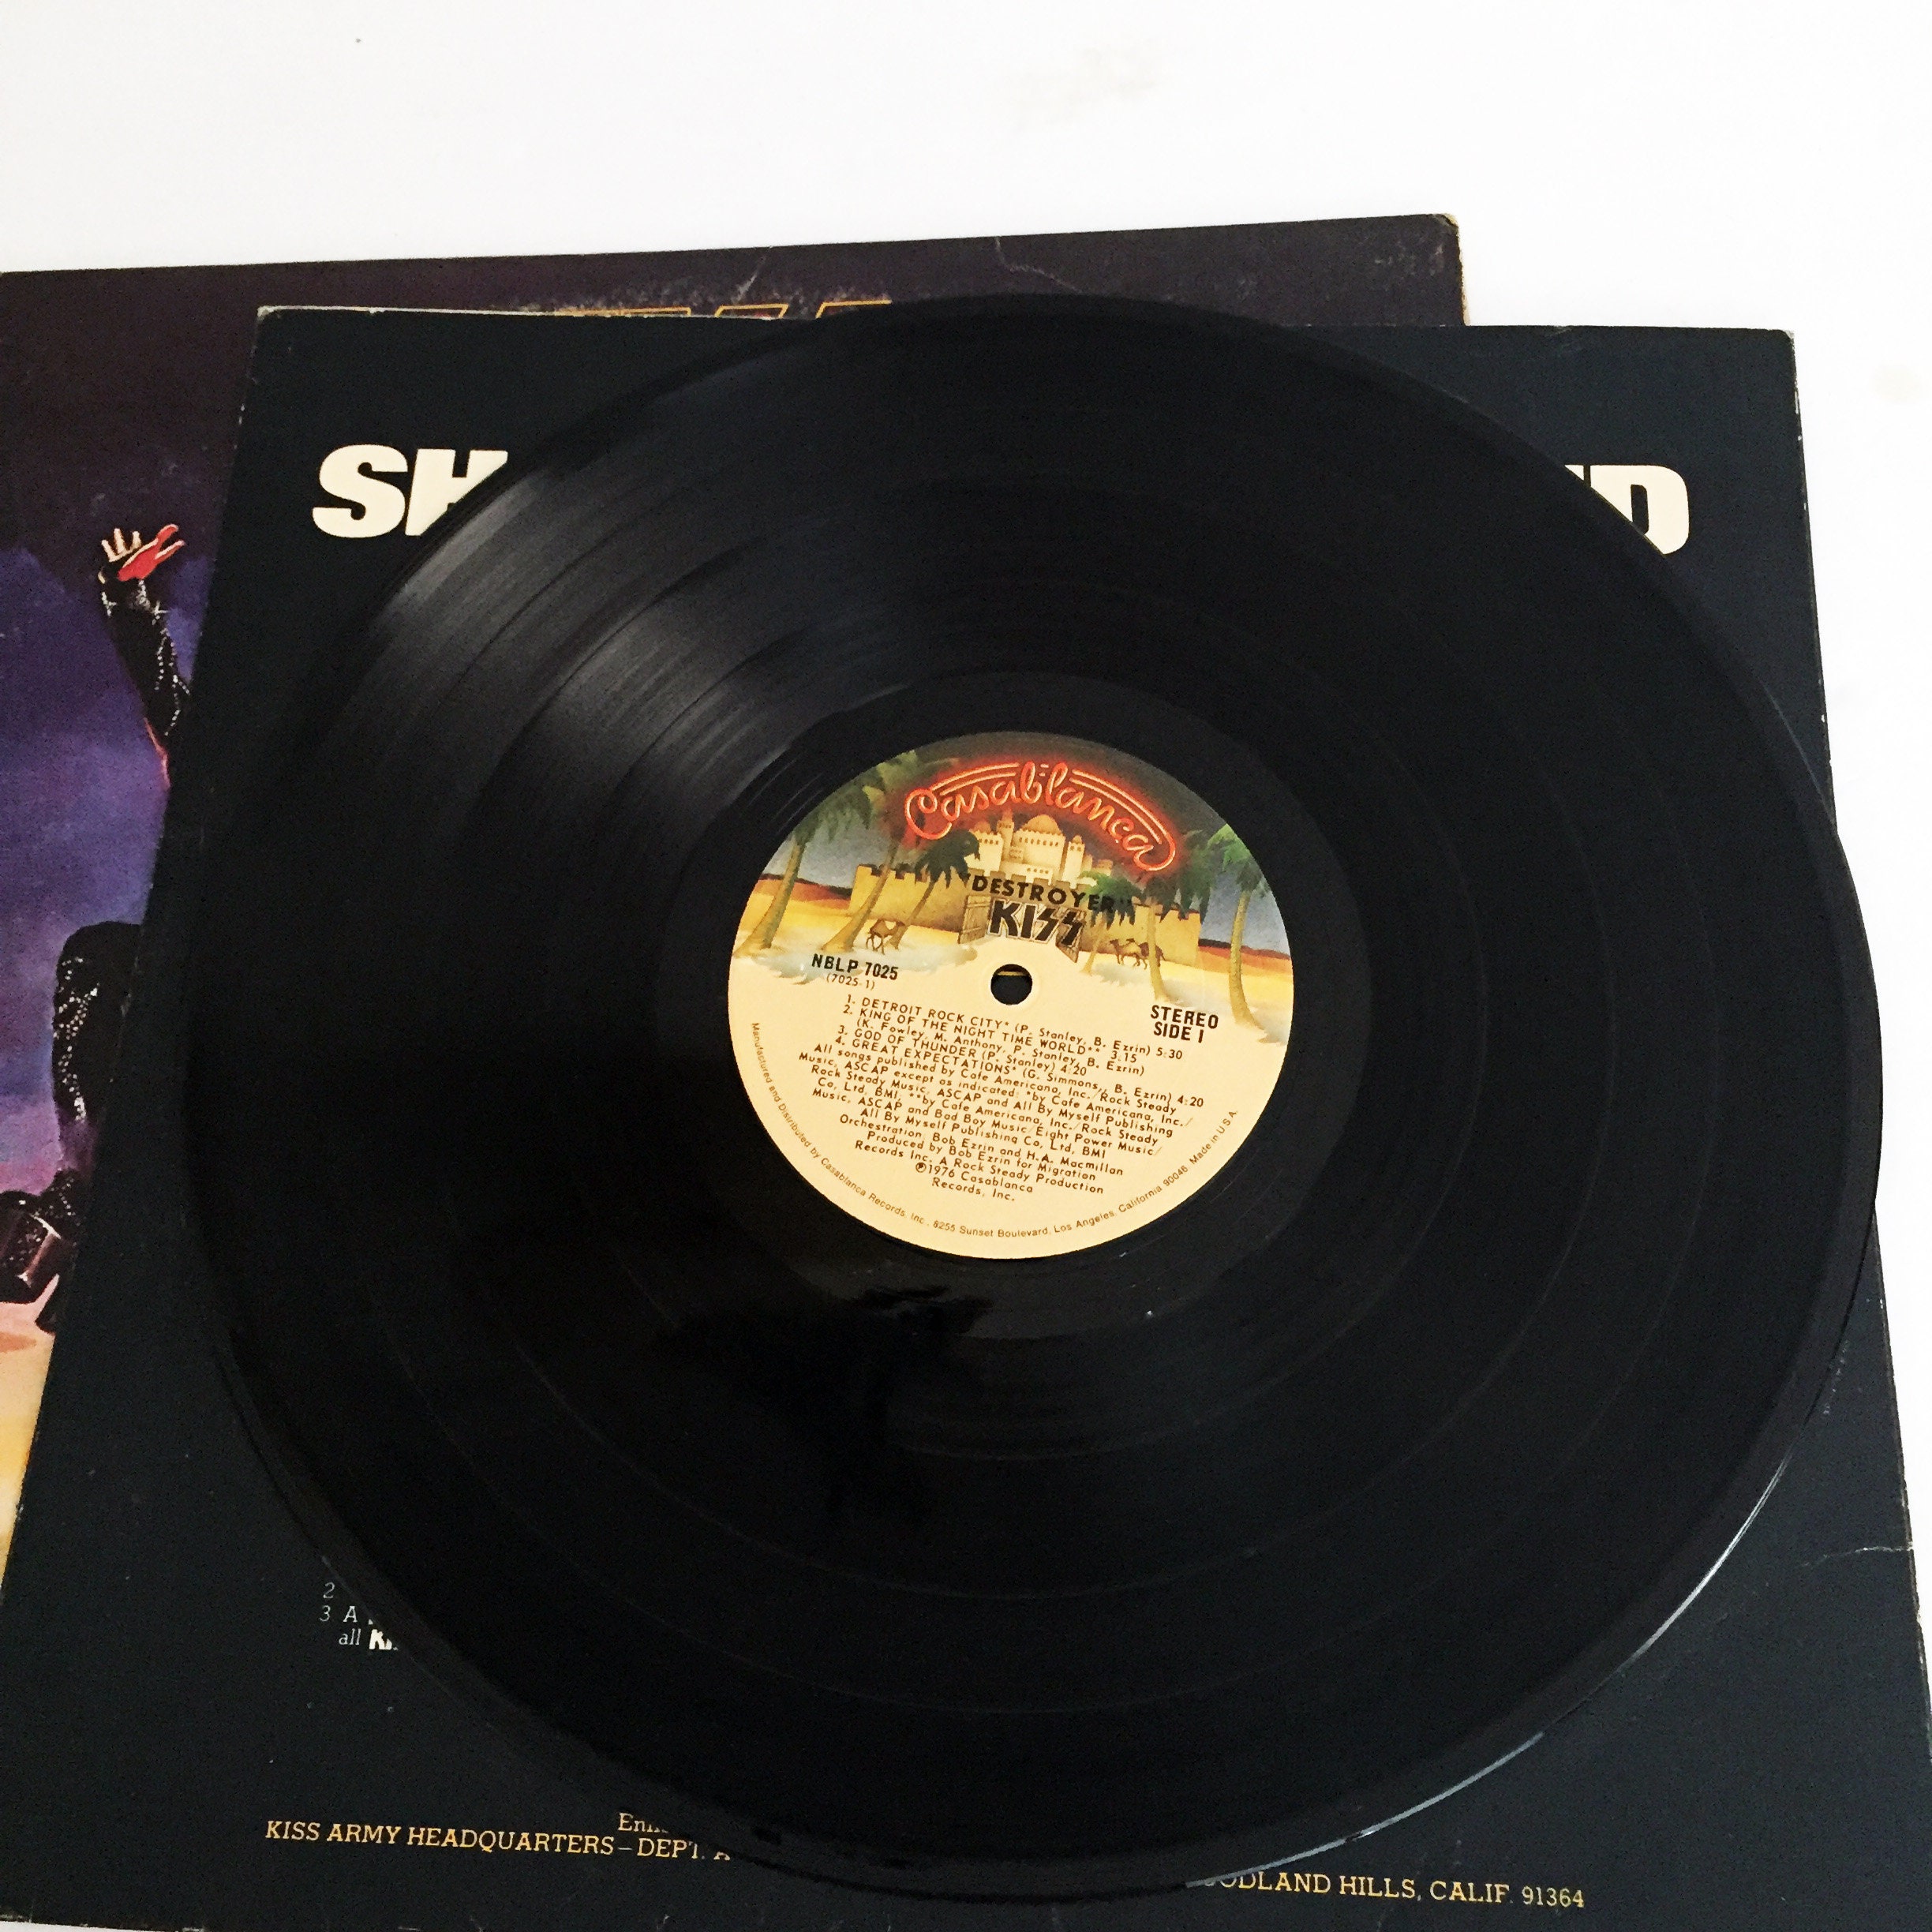 SH
ND
Casablanca
"DESTROYER"
KISS
NBLP 7025
(7025-1)
STEREO
SIDE 1
1. DETROIT ROCK CITY* (P. Stanley, B. Ezrin) 5:30
2. KING OF THE NIGHT TIME WORLD** 3:15
(K. Fowley, M. Anthony, P. Stanley, B. Ezrin)
3. GOD OF THUNDER (P. Stanley) 4:20
4. GREAT EXPECTATIONS* (G. Simmons, B. Ezrin) 4:20
All songs published by Cafe Americana, Inc./Rock Steady
Music, ASCAP except as indicated: *by Cafe Americana, Inc./
Rock Steady Music, ASCAP and All By Myself Publishing
Co, Ltd, BMI; **by Cafe Americana, Inc./Rock Steady
Music, ASCAP and Bad Boy Music/Eight Power Music/
All By Myself Publishing Co, Ltd, BMI
Orchestration, Bob Ezrin and H.A. Macmillan
Produced by Bob Ezrin for Migration
Records Inc. A Rock Steady Production
℗1976 Casablanca
Records, Inc.
Manufactured and Distributed by Casablanca Records, Inc., 8255 Sunset Boulevard, Los Angeles, California 90046. Made in U.S.A.
2
3 A
all
KISS ARMY HEADQUARTERS–DEPT. A
ODLAND HILLS, CALIF. 91364